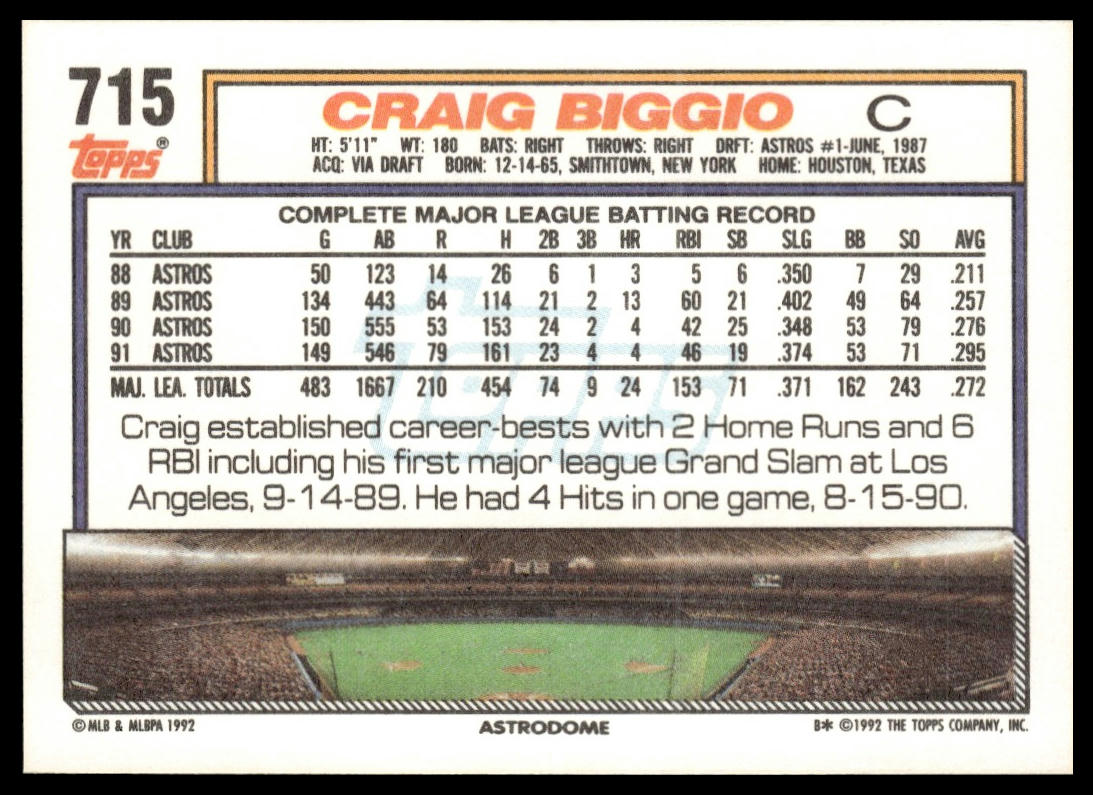 715
topps®
CRAIG BIGGIO C
HT: 5'11" WT: 180 BATS: RIGHT THROWS: RIGHT DRFT: ASTROS #1-JUNE, 1987
ACQ: VIA DRAFT BORN: 12-14-65, SMITHTOWN, NEW YORK HOME: HOUSTON, TEXAS
COMPLETE MAJOR LEAGUE BATTING RECORD
YR CLUB G AB R H 2B 3B HR RBI SB SLG BB SO AVG
88 ASTROS 50 123 14 26 6 1 3 5 6 .350 7 29 .211
89 ASTROS 134 443 64 114 21 2 13 60 21 .402 49 64 .257
90 ASTROS 150 555 53 153 24 2 4 42 25 .348 53 79 .276
91 ASTROS 149 546 79 161 23 4 4 46 19 .374 53 71 .295
MAJ. LEA. TOTALS 483 1667 210 454 74 9 24 153 71 .371 162 243 .272
topps
Craig established career-bests with 2 Home Runs and 6
RBI including his first major league Grand Slam at Los
Angeles, 9-14-89. He had 4 Hits in one game, 8-15-90.
© MLB & MLBPA 1992
ASTRODOME
B* ©1992 THE TOPPS COMPANY, INC.